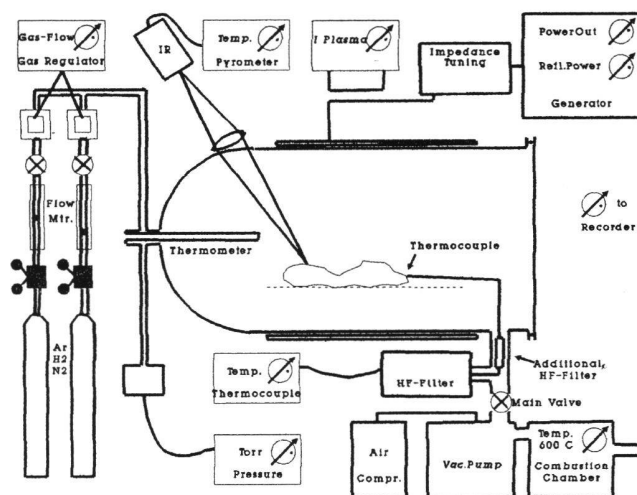 Gas-Flow
Gas Regulator
IR
Temp.
Pyrometer
I Plasma
Impedance
Tuning
PowerOut
Refl.Power
Generator
Flow
Mtr.
Thermometer
Thermocouple
to
Recorder
Ar
H2
N2
Temp.
Thermocouple
HF-Filter
Additional
HF-Filter
Main Valve
Torr
Pressure
Air
Compr.
Vac.Pump
Temp.
600 C
Combustion
Chamber